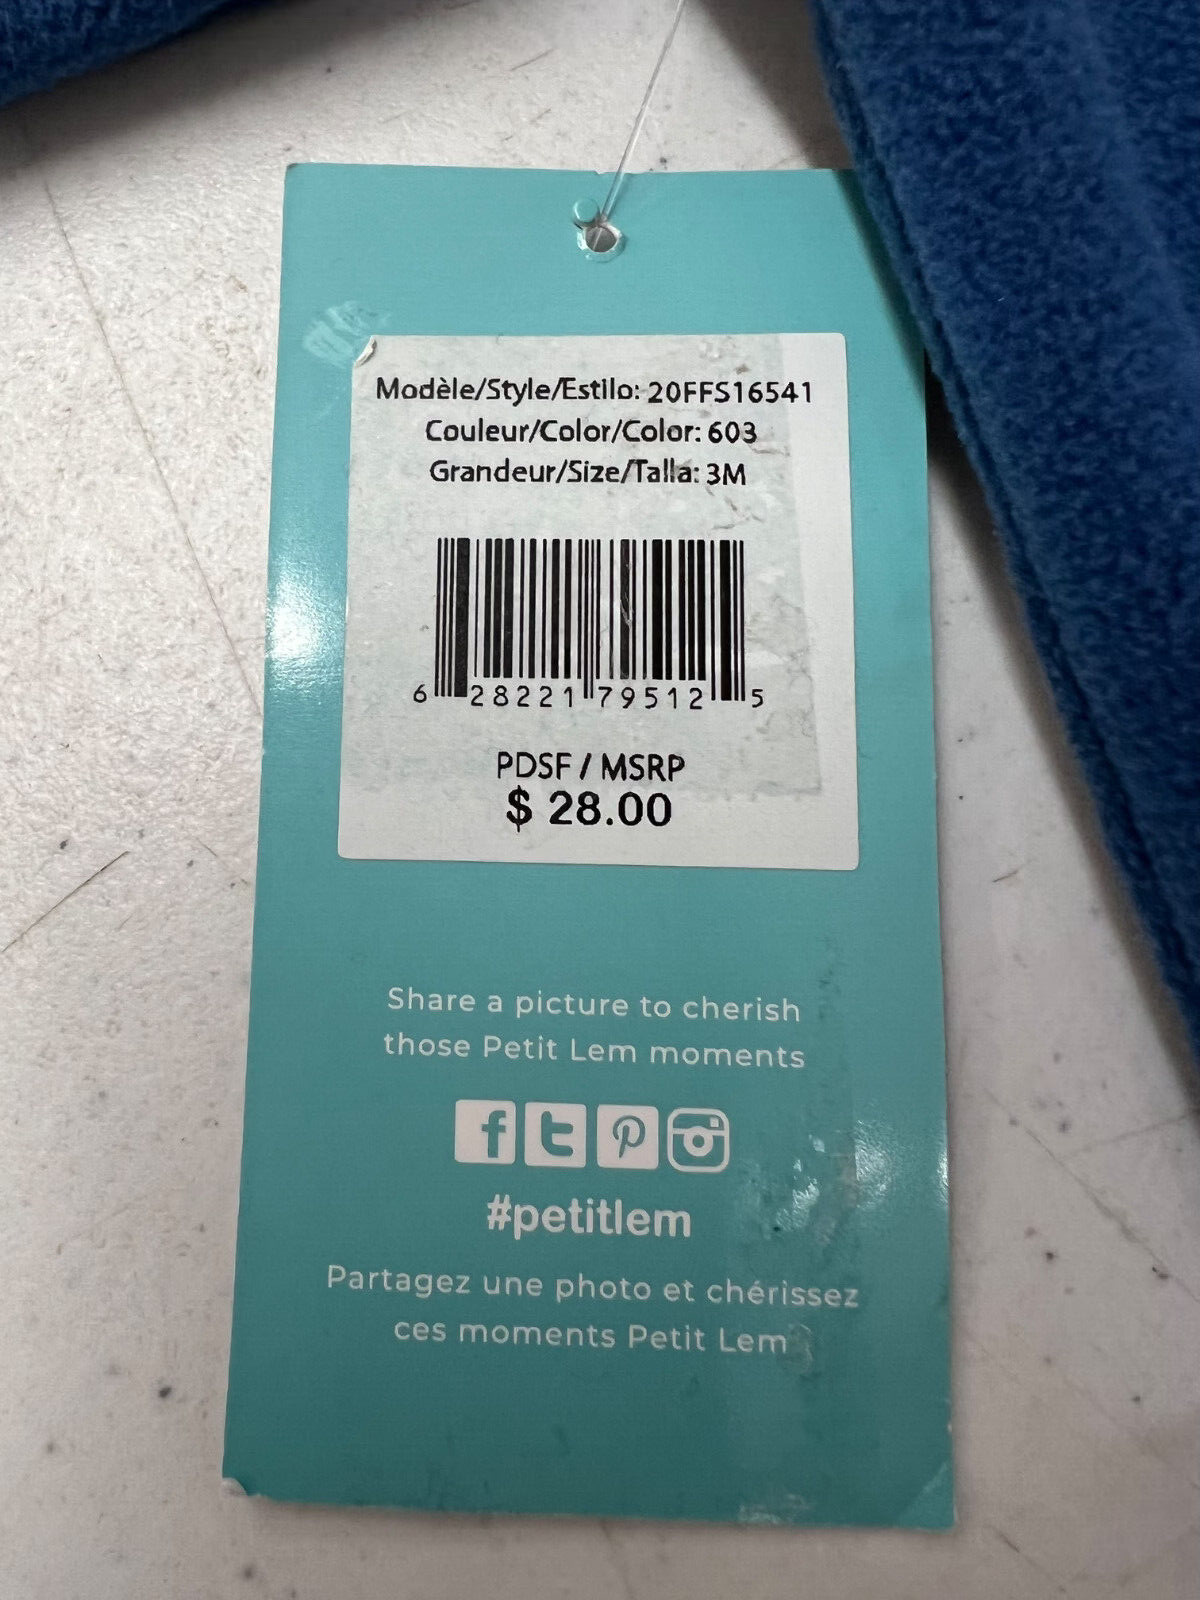 Modèle/Style/Estilo: 20FFS16541
Couleur/Color/Color: 603
Grandeur/Size/Talla: 3M
6 28221 79512 5
PDSF / MSRP
$ 28.00
Share a picture to cherish
those Petit Lem moments
#petitlem
Partagez une photo et chérissez
ces moments Petit Lem